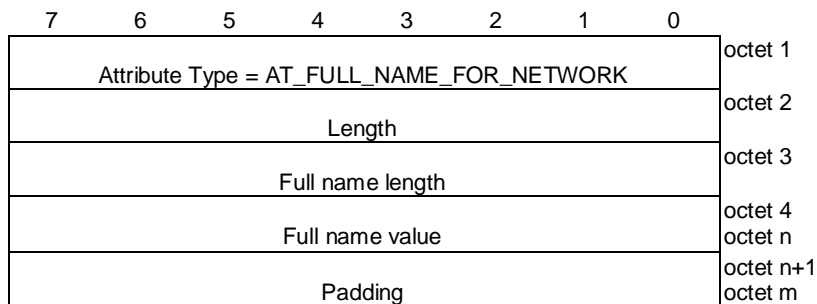 7 6 5 4 3 2 1 0
octet 1
Attribute Type = AT_FULL_NAME_FOR_NETWORK
octet 2
Length
octet 3
Full name length
octet 4
Full name value octet n
octet n+1
Padding octet m